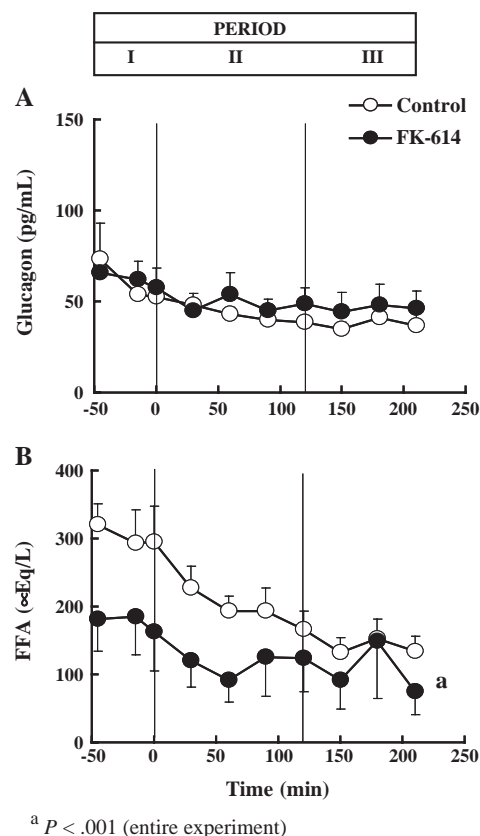 PERIOD
I II III
A
Control
FK-614
150
100
50
0
Glucagon (pg/mL)
-50 0 50 100 150 200 250
B
400
300
200
100
0
FFA (∝Eq/L)
a
-50 0 50 100 150 200 250
Time (min)
a P < .001 (entire experiment)